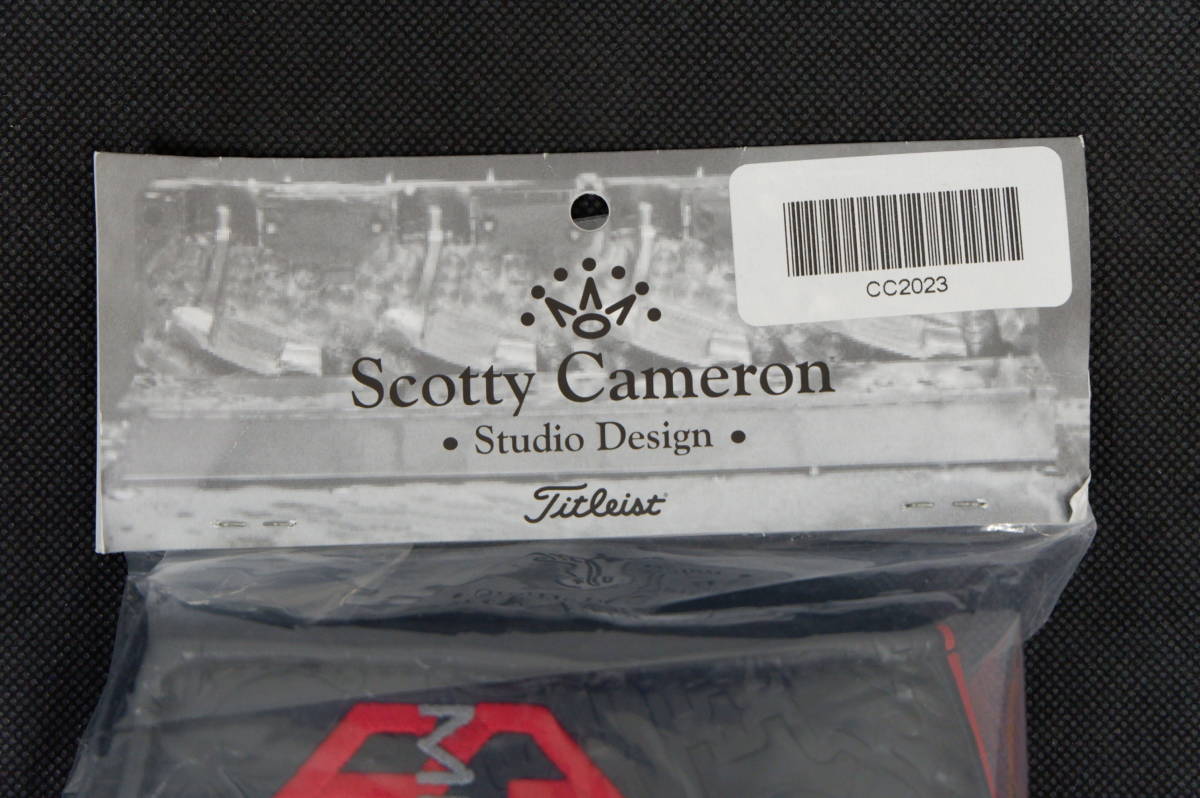 CC2023
Scotty Cameron
• Studio Design •
Titleist